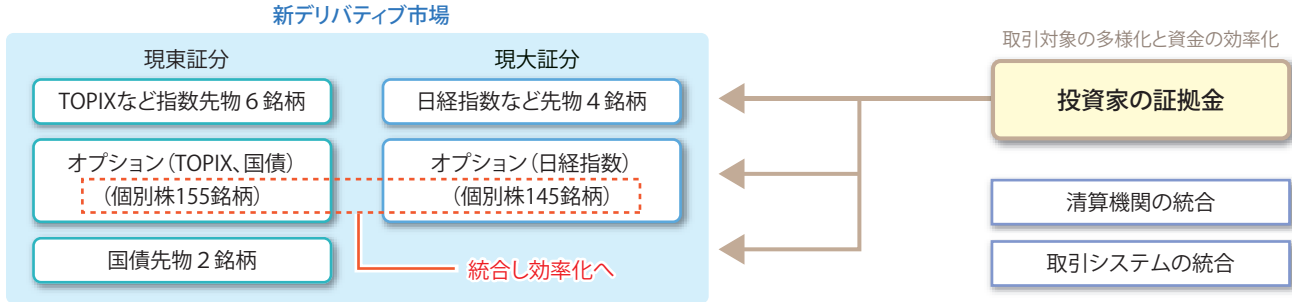 新デリバティブ市場
現東証分
TOPIXなど指数先物6銘柄
オプション(TOPIX、国債)
(個別株155銘柄)
国債先物2銘柄
現大証分
日経指数など先物4銘柄
オプション(日経指数)
(個別株145銘柄)
統合し効率化へ
取引対象の多様化と資金の効率化
投資家の証拠金
清算機関の統合
取引システムの統合